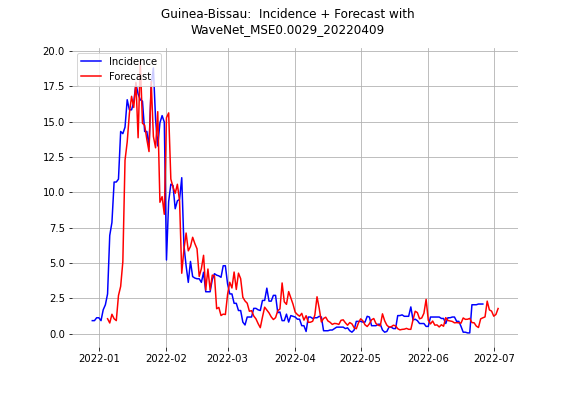 Guinea-Bissau:  Incidence + Forecast with
WaveNet_MSE0.0029_20220409
20.0
17.5
15.0
12.5
10.0
7.5
5.0
2.5
0.0
Incidence
Forecast
2022-01 2022-02 2022-03 2022-04 2022-05 2022-06 2022-07